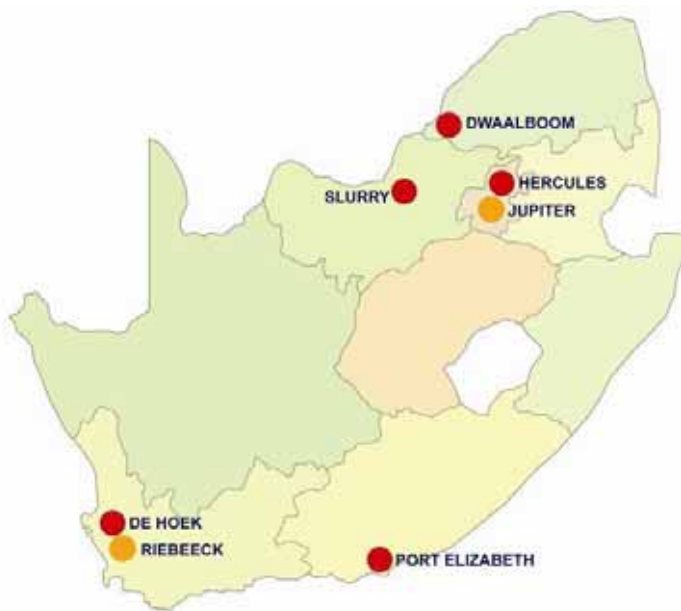 DWAALBOOM
HERCULES
SLURRY
JUPITER
DE HOEK
RIEBEECK
PORT ELIZABETH